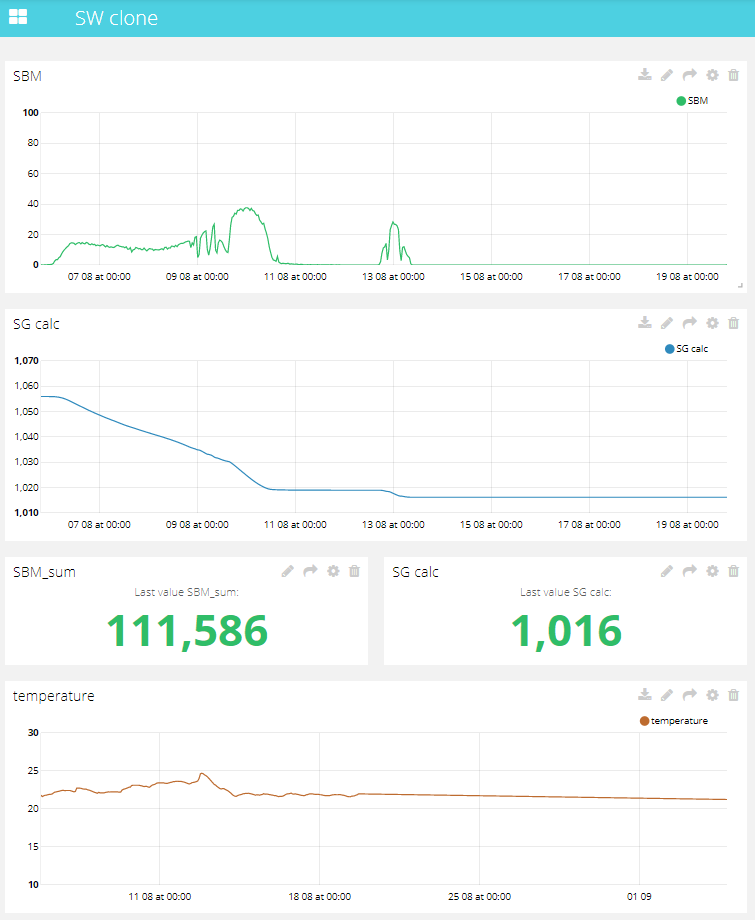 SW clone
SBM
SBM
100
80
60
40
20
0
07 08 at 00:00 09 08 at 00:00 11 08 at 00:00 13 08 at 00:00 15 08 at 00:00 17 08 at 00:00 19 08 at 00:00
SG calc
SG calc
1,070
1,060
1,050
1,040
1,030
1,020
1,010
07 08 at 00:00 09 08 at 00:00 11 08 at 00:00 13 08 at 00:00 15 08 at 00:00 17 08 at 00:00 19 08 at 00:00
SBM_sum
Last value SBM_sum:
111,586
SG calc
Last value SG calc:
1,016
temperature
temperature
30
25
20
15
10
11 08 at 00:00 18 08 at 00:00 25 08 at 00:00 01 09